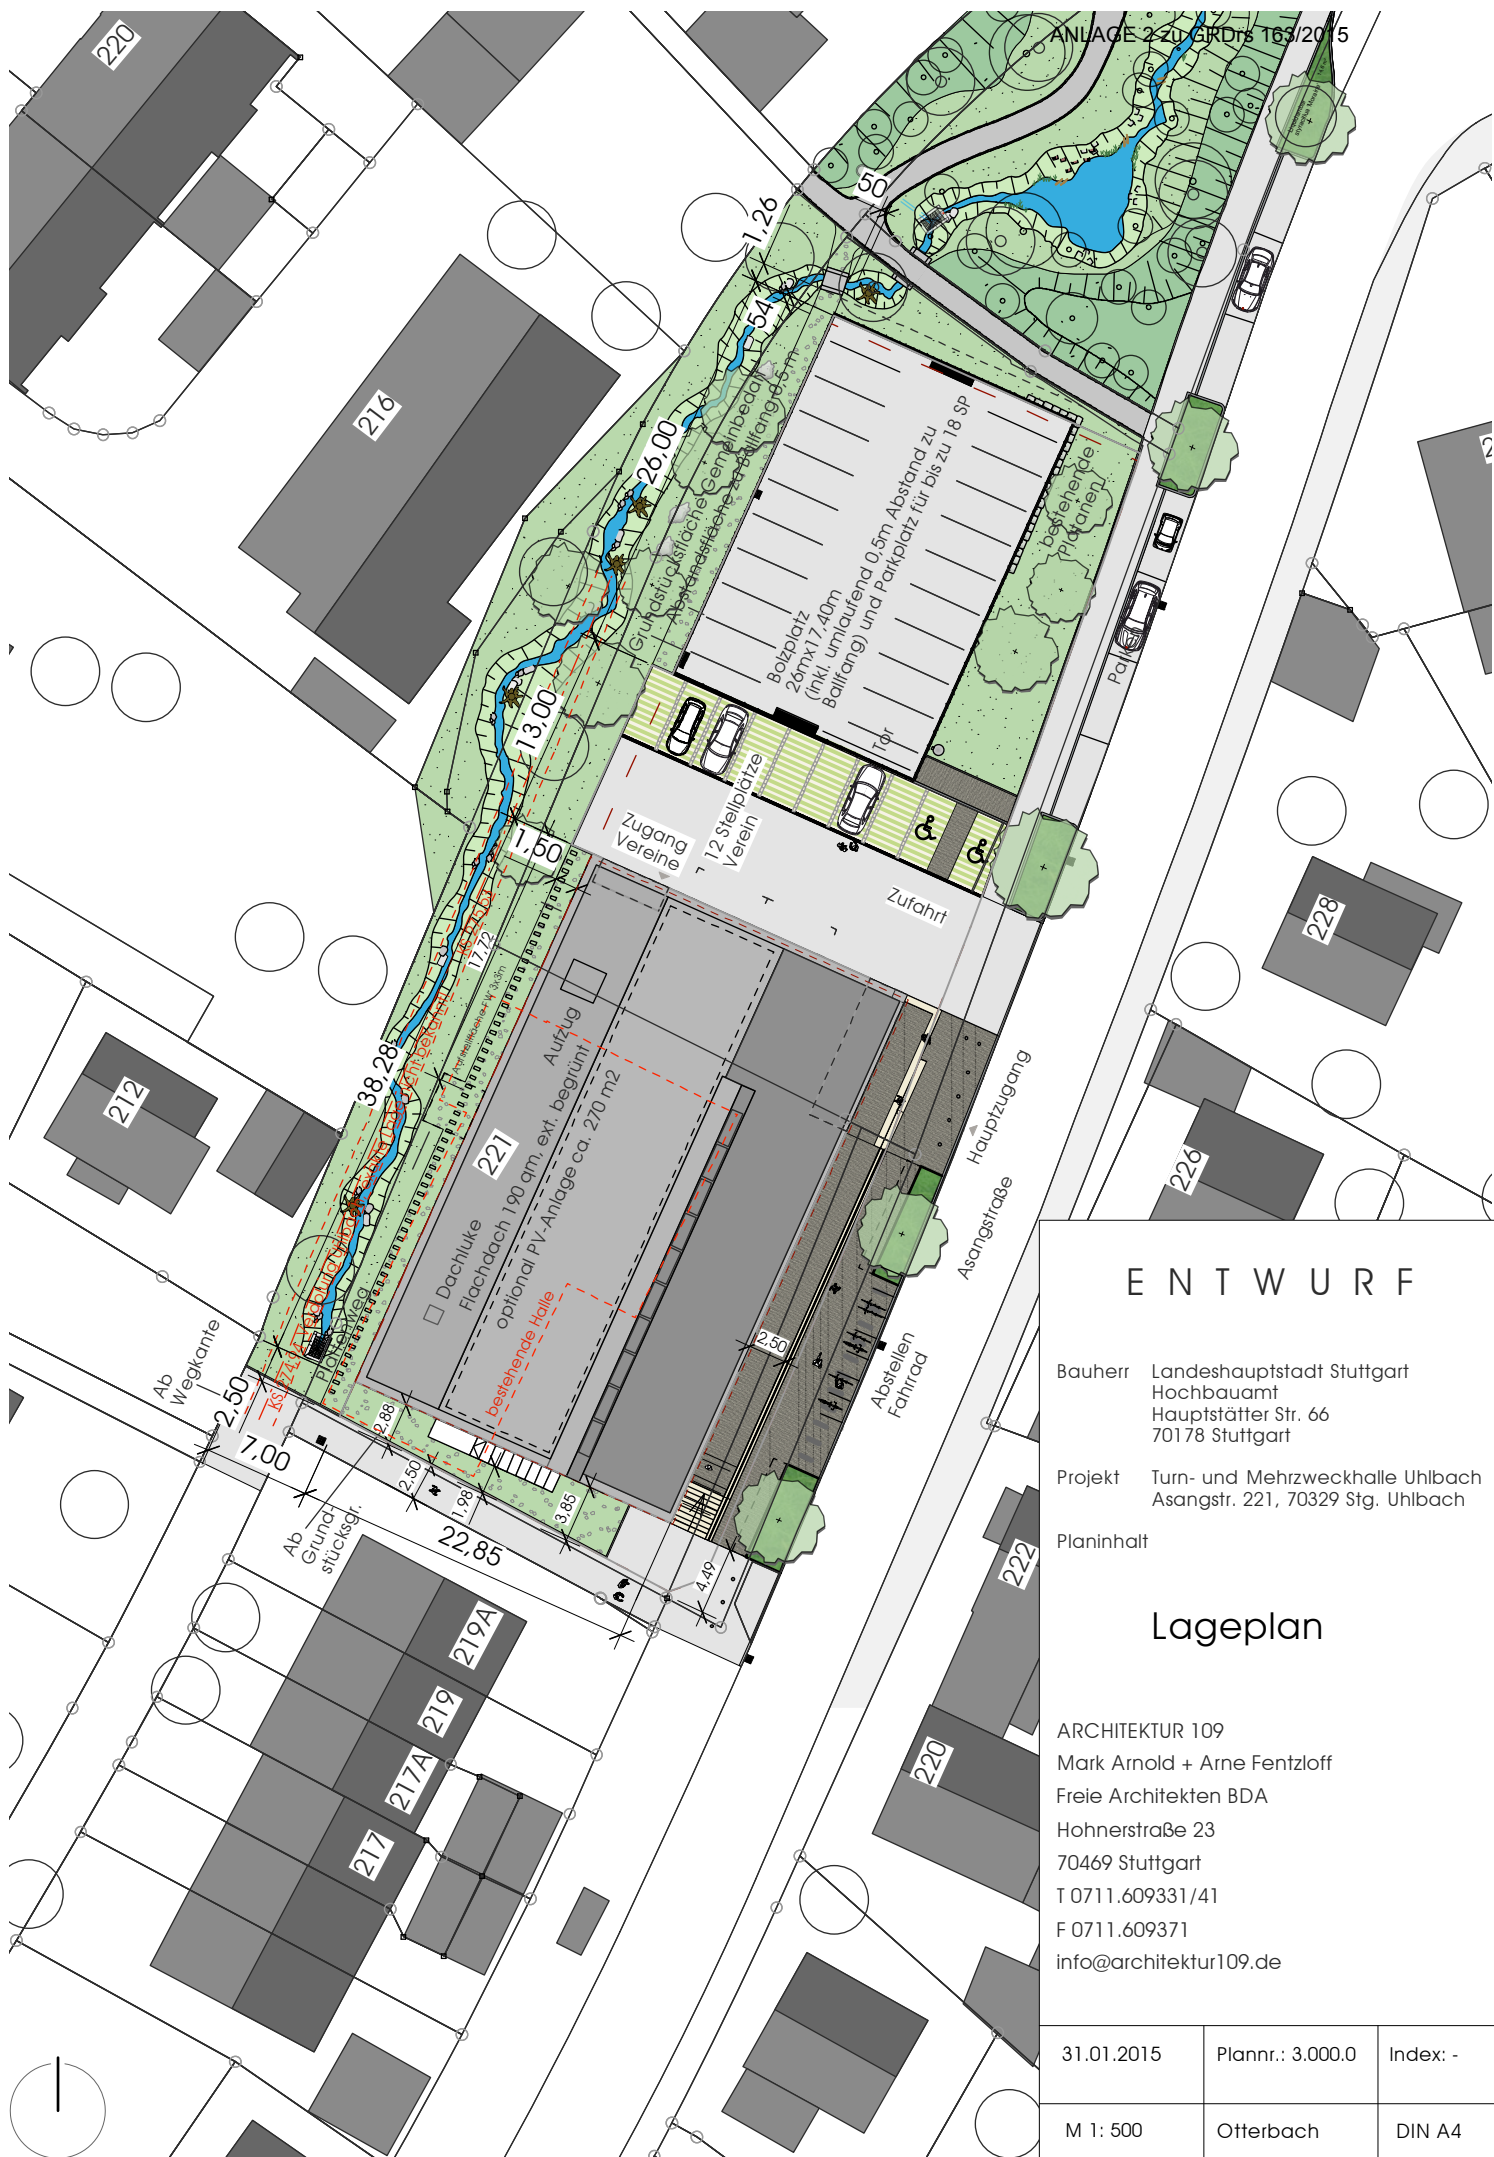 ANLAGE 2 zu GRDrs 163/2015
220
50
1,26
54
216
26,00
Grundstücksfläche Gemeinbedarf
Abstandsfläche zu Ballfang 0,5 m
Bolzplatz
26mx17,40m
(inkl. umlaufend 0,5m Abstand zu
Ballfang) und Parkplatz für bis zu 18 SP
bestehende
Platanen
13,00
Tor
Zugang
Vereine
12 Stellplätze
Verein
1,50
Zufahrt
17.72
228
38,28
212
Aufzug
221
Dachluke
Flachdach 190 qm, ext. begrünt
optional PV-Anlage ca. 270 m2
bestehende Halle
Hauptzugang
Asangstraße
226
Plattenweg
Ab
Wegkante
2,50
7,00
2,88
2,50
1,98
3,85
22,85
4,49
2,50
Abstellen
Fahrrad
Ab
Grund-
stücksgr.
219A
219
217A
217
222
220
ENTWURF
Bauherr Landeshauptstadt Stuttgart
Hochbauamt
Hauptstätter Str. 66
70178 Stuttgart
Projekt Turn- und Mehrzweckhalle Uhlbach
Asangstr. 221, 70329 Stg. Uhlbach
Planinhalt
Lageplan
ARCHITEKTUR 109
Mark Arnold + Arne Fentzloff
Freie Architekten BDA
Hohnerstraße 23
70469 Stuttgart
T 0711.609331/41
F 0711.609371
info@architektur109.de
31.01.2015 Plannr.: 3.000.0 Index: -
M 1: 500 Otterbach DIN A4